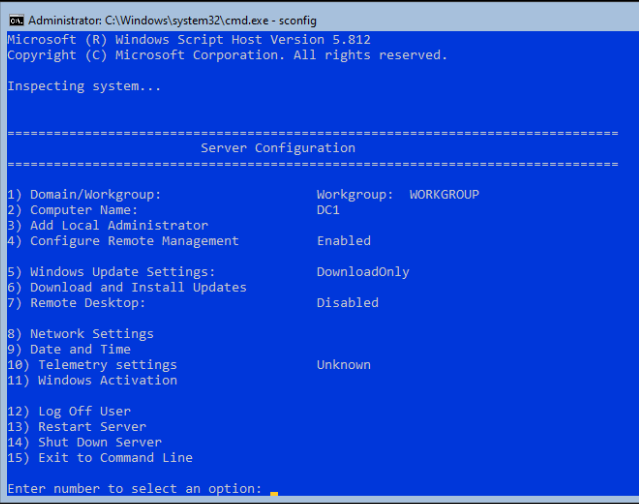 Administrator: C:\Windows\system32\cmd.exe - sconfig
Microsoft (R) Windows Script Host Version 5.812
Copyright (C) Microsoft Corporation. All rights reserved.
Inspecting system...
===============================================================================
Server Configuration
===============================================================================
1) Domain/Workgroup: Workgroup: WORKGROUP
2) Computer Name: DC1
3) Add Local Administrator
4) Configure Remote Management Enabled
5) Windows Update Settings: DownloadOnly
6) Download and Install Updates
7) Remote Desktop: Disabled
8) Network Settings
9) Date and Time
10) Telemetry settings Unknown
11) Windows Activation
12) Log Off User
13) Restart Server
14) Shut Down Server
15) Exit to Command Line
Enter number to select an option: